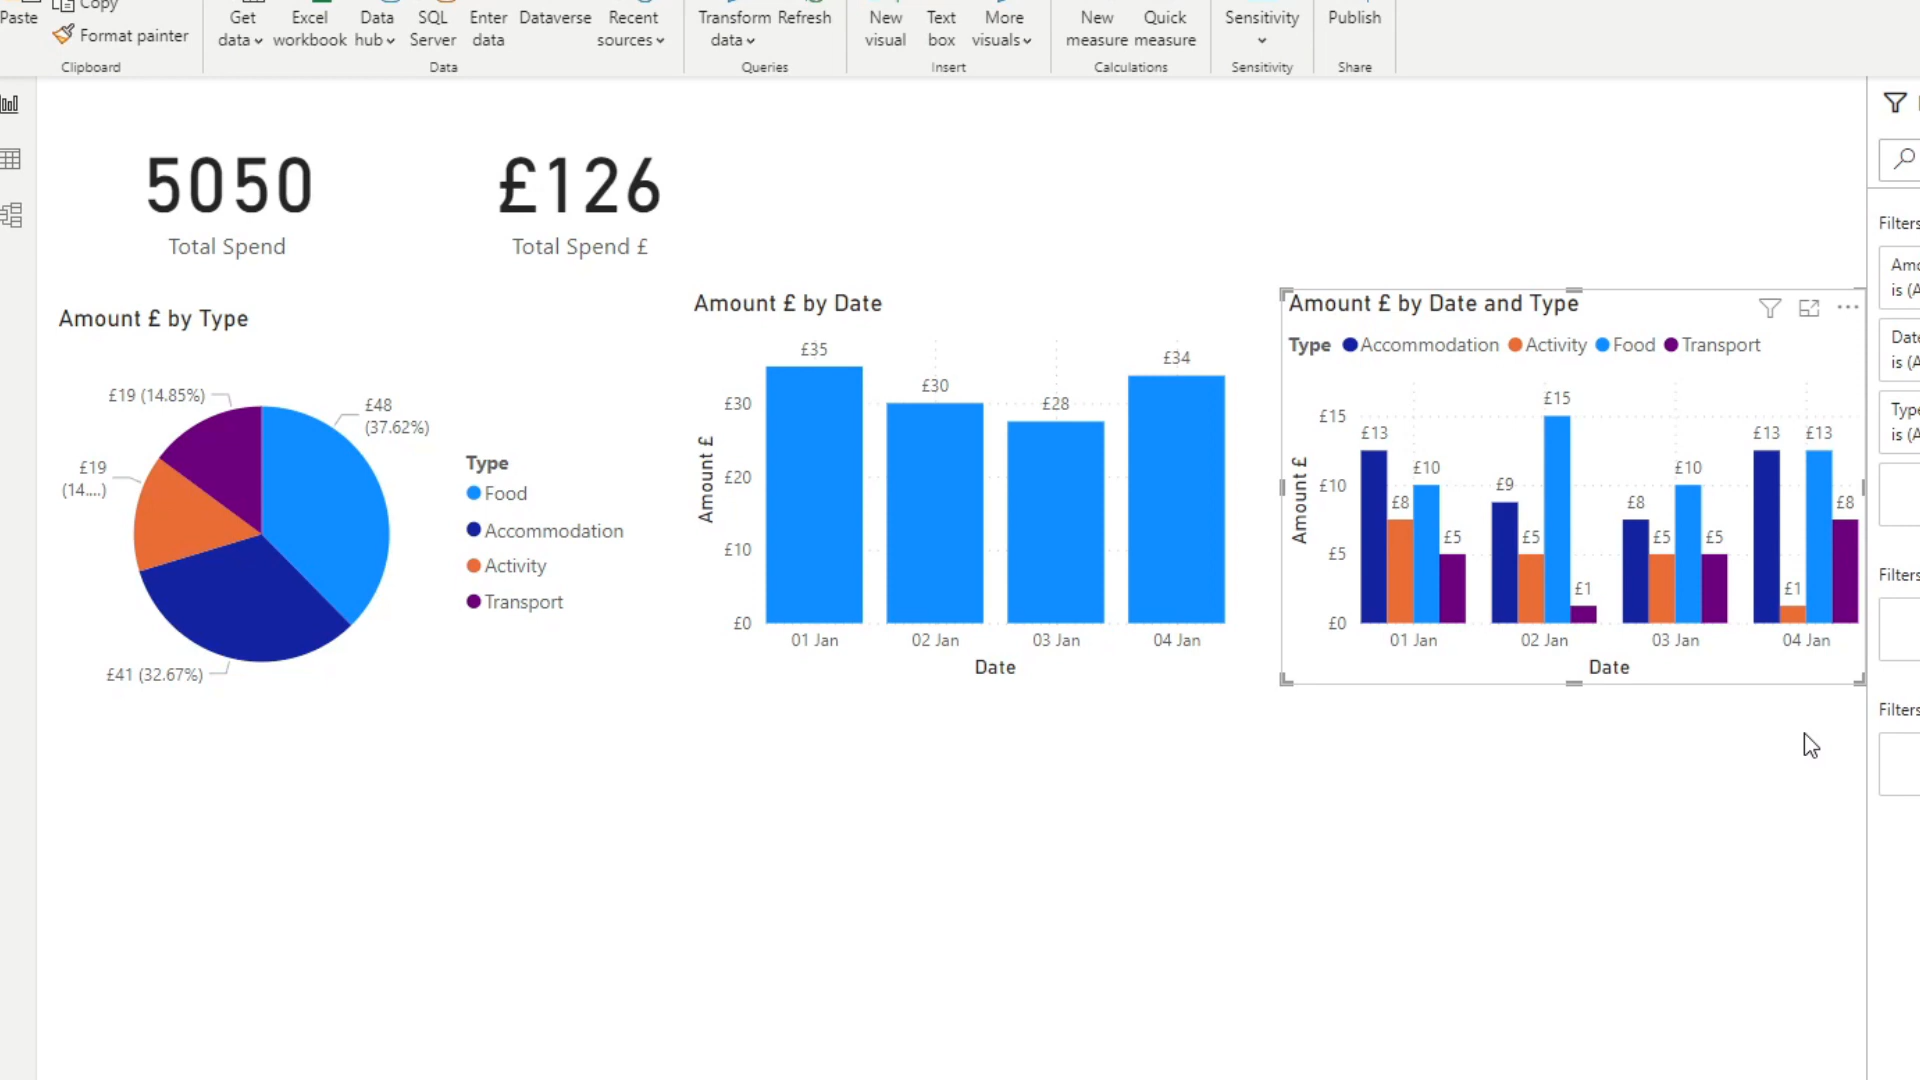 Paste
Copy
Format painter
Clipboard
Get data
Excel workbook
Data hub
SQL Server
Enter data
Dataverse
Recent sources
Data
Transform data
Refresh
Queries
New visual
Text box
More visuals
Insert
New measure
Quick measure
Calculations
Sensitivity
Sensitivity
Publish
Share
5050
Total Spend
£126
Total Spend £
Amount £ by Type
£19 (14.85%)
£48
(37.62%)
£19
(14....)
£41 (32.67%)
Type
Food
Accommodation
Activity
Transport
Amount £ by Date
Amount £
£30
£20
£10
£0
£35
£30
£28
£34
01 Jan
02 Jan
03 Jan
04 Jan
Date
Amount £ by Date and Type
Type Accommodation Activity Food Transport
Amount £
£15
£10
£5
£0
£13
£8
£10
£5
£9
£5
£15
£1
£8
£5
£10
£5
£13
£1
£13
£8
01 Jan
02 Jan
03 Jan
04 Jan
Date
Filters
Amo
is (A
Date
is (A
Type
is (A
Filters
Filters